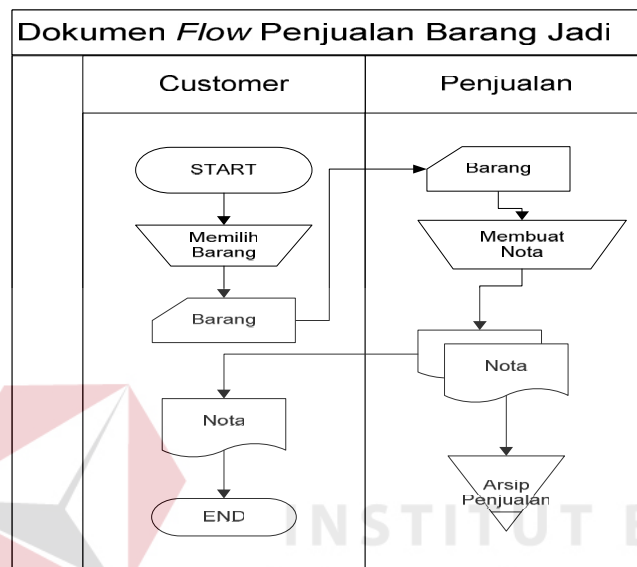 Dokumen Flow Penjualan Barang Jadi
Customer
Penjualan
START
Memilih
Barang
Barang
Barang
Membuat
Nota
Nota
Nota
Arsip
Penjualan
END
INSTITUT